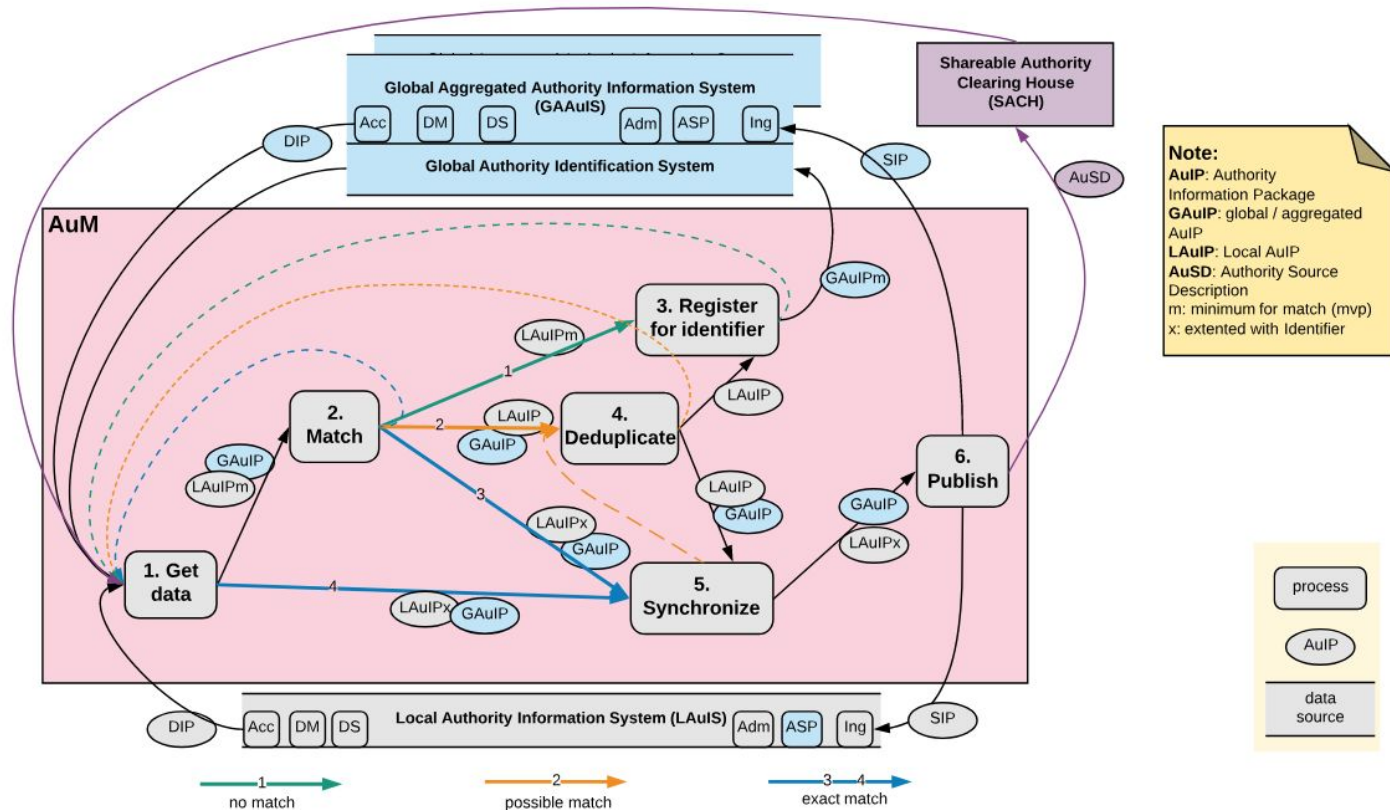 Global Aggregated Authority Information System
(GAAuIS)
Acc
DM
DS
Adm
ASP
Ing
Global Authority Identification System
Shareable Authority
Clearing House
(SACH)
DIP
SIP
AuSD
Note:
AuIP: Authority
Information Package
GAuIP: global / aggregated
AuIP
LAuIP: Local AuIP
AuSD: Authority Source
Description
m: minimum for match (mvp)
x: extented with Identifier
AuM
GAuIPm
3. Register
for identifier
LAuIPm
1
2.
Match
LAuIP
2
GAuIP
4.
Deduplicate
LAuIP
GAuIP
LAuIPm
3
LAuIPx
GAuIP
LAuIP
GAuIP
6.
Publish
GAuIP
LAuIPx
1. Get
data
4
LAuIPx
GAuIP
5.
Synchronize
process
AuIP
data
source
DIP
Local Authority Information System (LAuIS)
Acc
DM
DS
Adm
ASP
Ing
SIP
1
no match
2
possible match
3 4
exact match